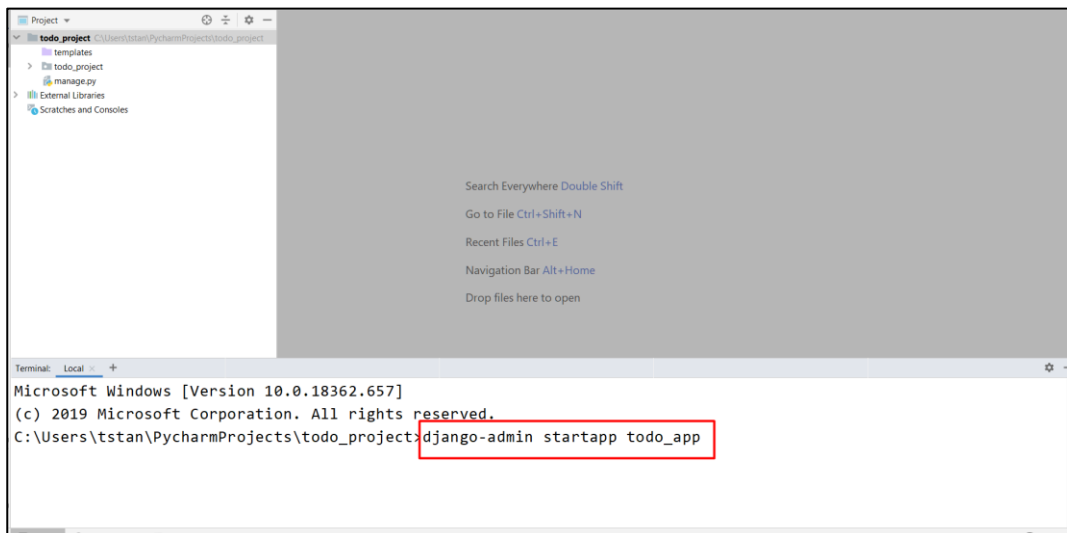 Project
todo_project C:\Users\tstan\PycharmProjects\todo_project
templates
todo_project
manage.py
External Libraries
Scratches and Consoles
Search Everywhere Double Shift
Go to File Ctrl+Shift+N
Recent Files Ctrl+E
Navigation Bar Alt+Home
Drop files here to open
Terminal: Local × +
Microsoft Windows [Version 10.0.18362.657]
(c) 2019 Microsoft Corporation. All rights reserved.
C:\Users\tstan\PycharmProjects\todo_project>django-admin startapp todo_app